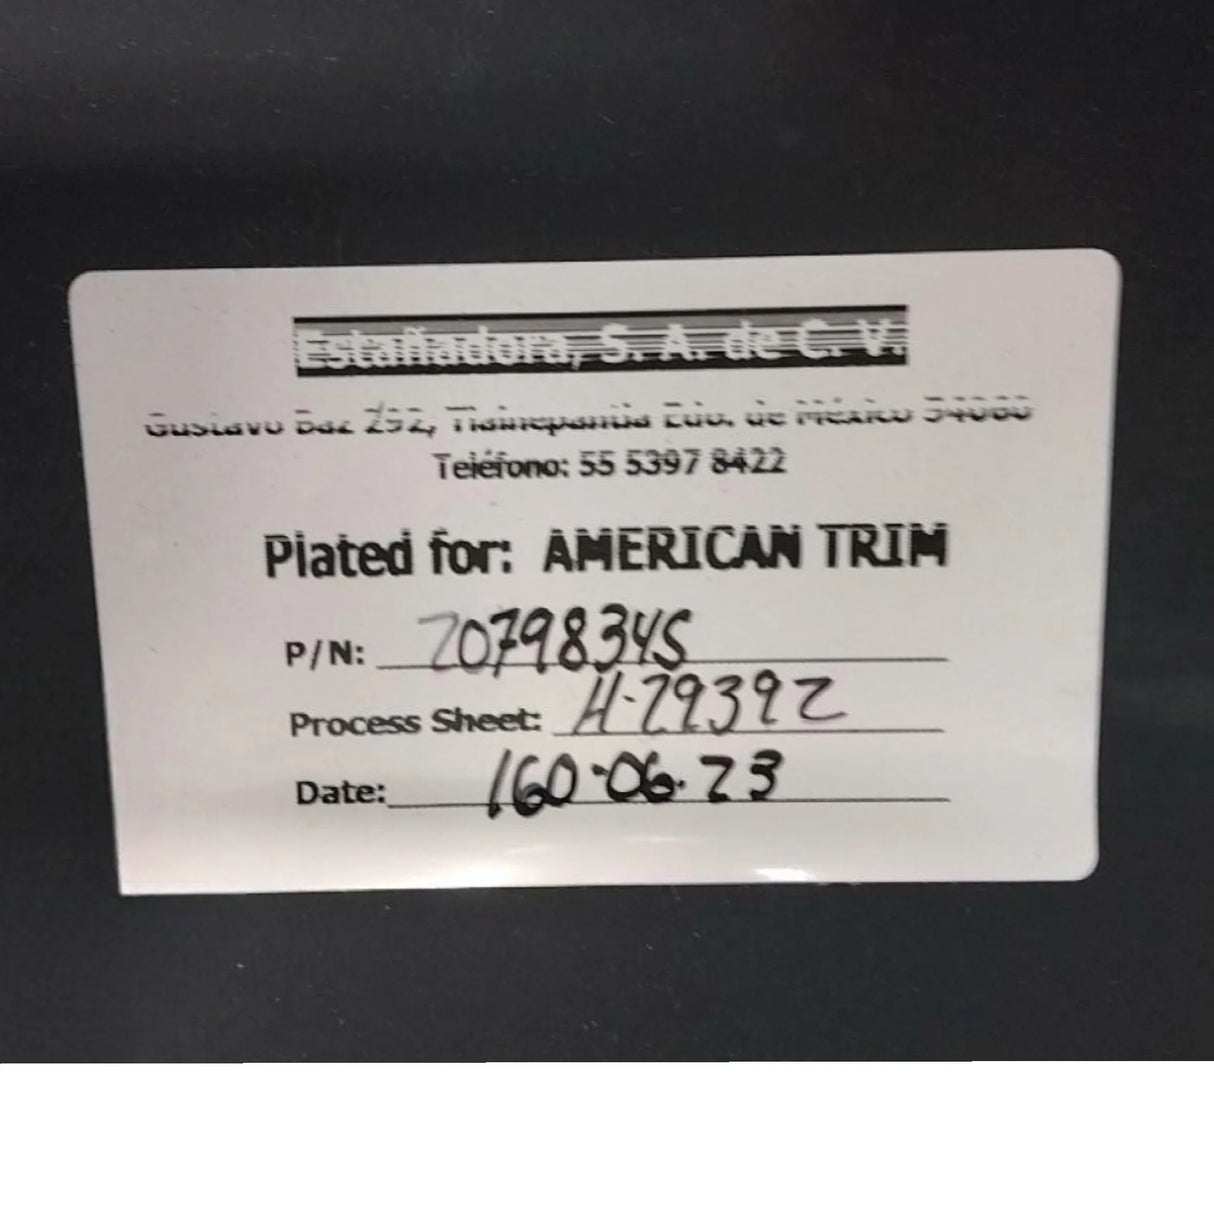 Estañadora, S. A. de C. V.
Gustavo Baz 292, Tlalnepantla Edo. de México 54060
Teléfono: 55 5397 8422
Plated for: AMERICAN TRIM
P/N: 20798345
Process Sheet: H-29392
Date: 160-06-23